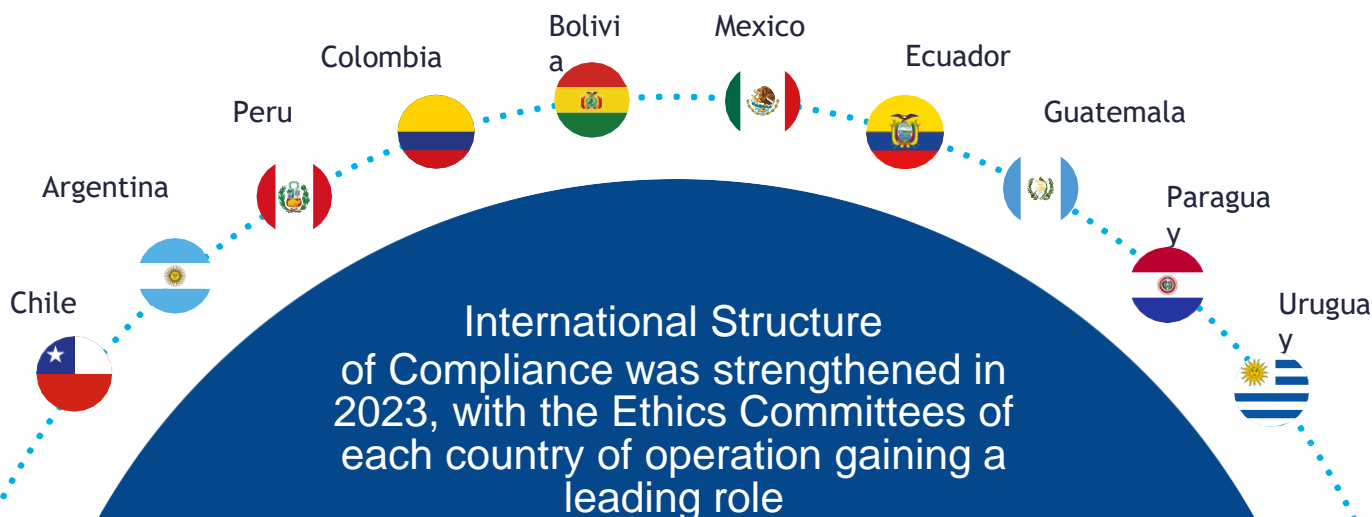 Bolivi
a
Mexico
Colombia
Ecuador
Peru
Guatemala
Argentina
Paragua
y
Chile
Urugua
y
International Structure
of Compliance was strengthened in
2023, with the Ethics Committees of
each country of operation gaining a
leading role